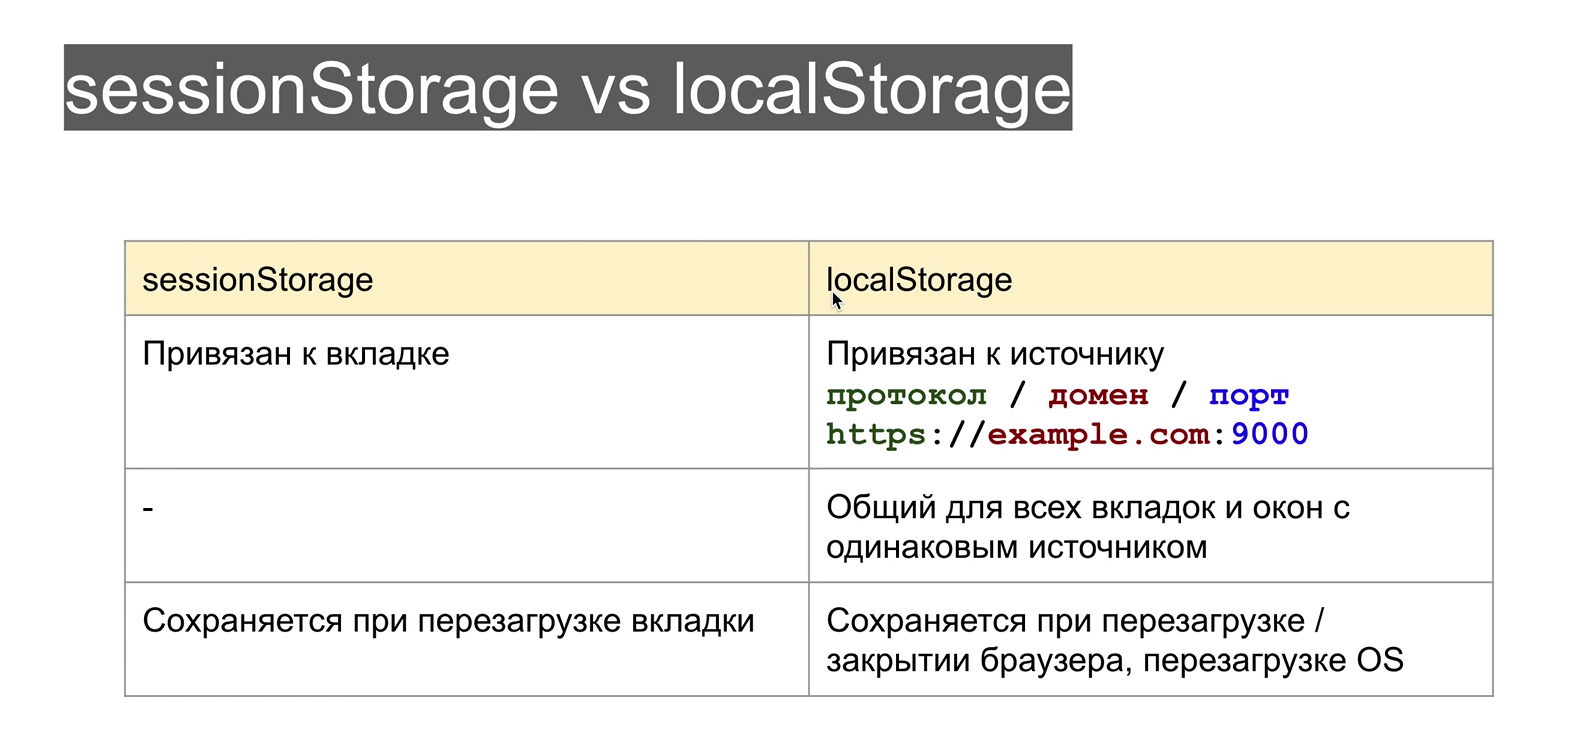 sessionStorage vs localStorage
sessionStorage
localStorage
Привязан к вкладке
Привязан к источнику
протокол / домен / порт
https://example.com:9000
-
Общий для всех вкладок и окон с
одинаковым источником
Сохраняется при перезагрузке вкладки
Сохраняется при перезагрузке /
закрытии браузера, перезагрузке OS